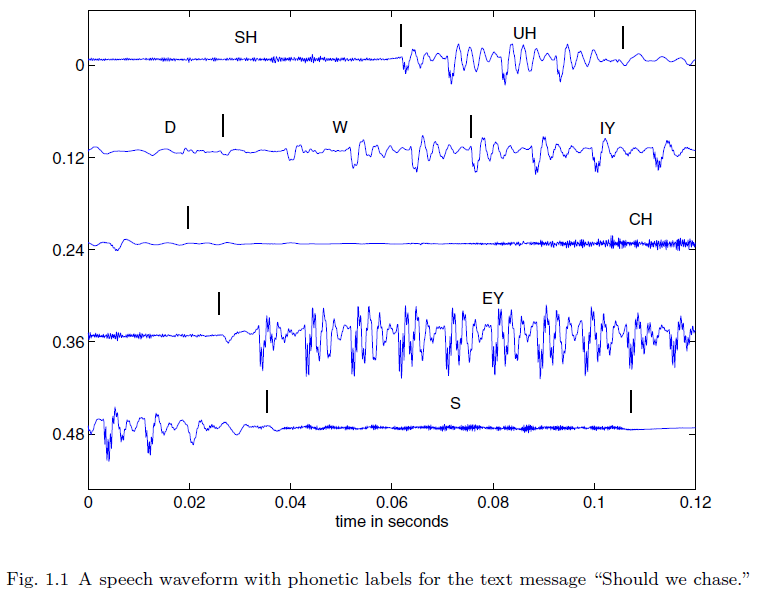 SH UH
0
D W IY
0.12
CH
0.24
EY
0.36
S
0.48
0 0.02 0.04 0.06 0.08 0.1 0.12
time in seconds
Fig. 1.1 A speech waveform with phonetic labels for the text message “Should we chase.”